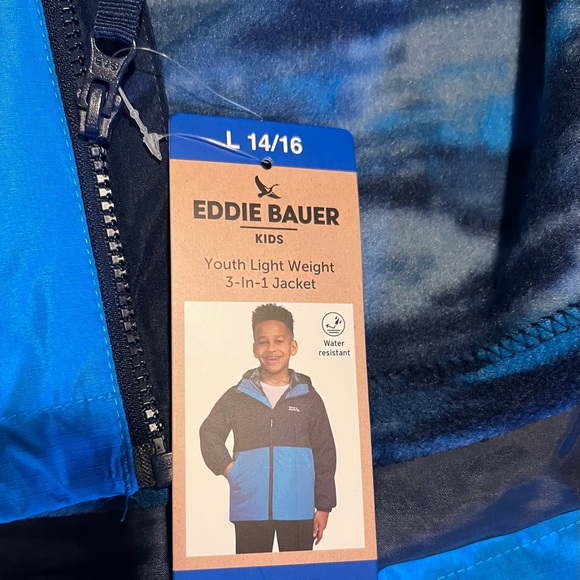 L 14/16
EDDIE BAUER
KIDS
Youth Light Weight
3-In-1 Jacket
Water
resistant